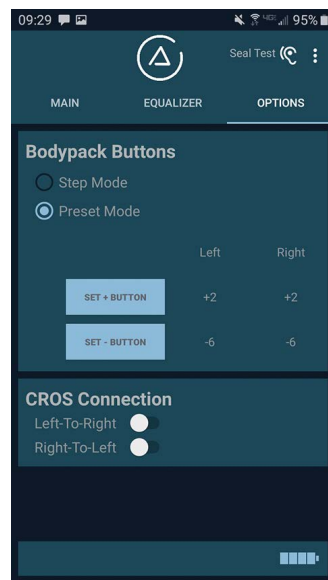 09:29 4G 95%
Seal Test
MAIN EQUALIZER OPTIONS
Bodypack Buttons
Step Mode
Preset Mode
Left Right
SET + BUTTON +2 +2
SET - BUTTON -6 -6
CROS Connection
Left-To-Right
Right-To-Left